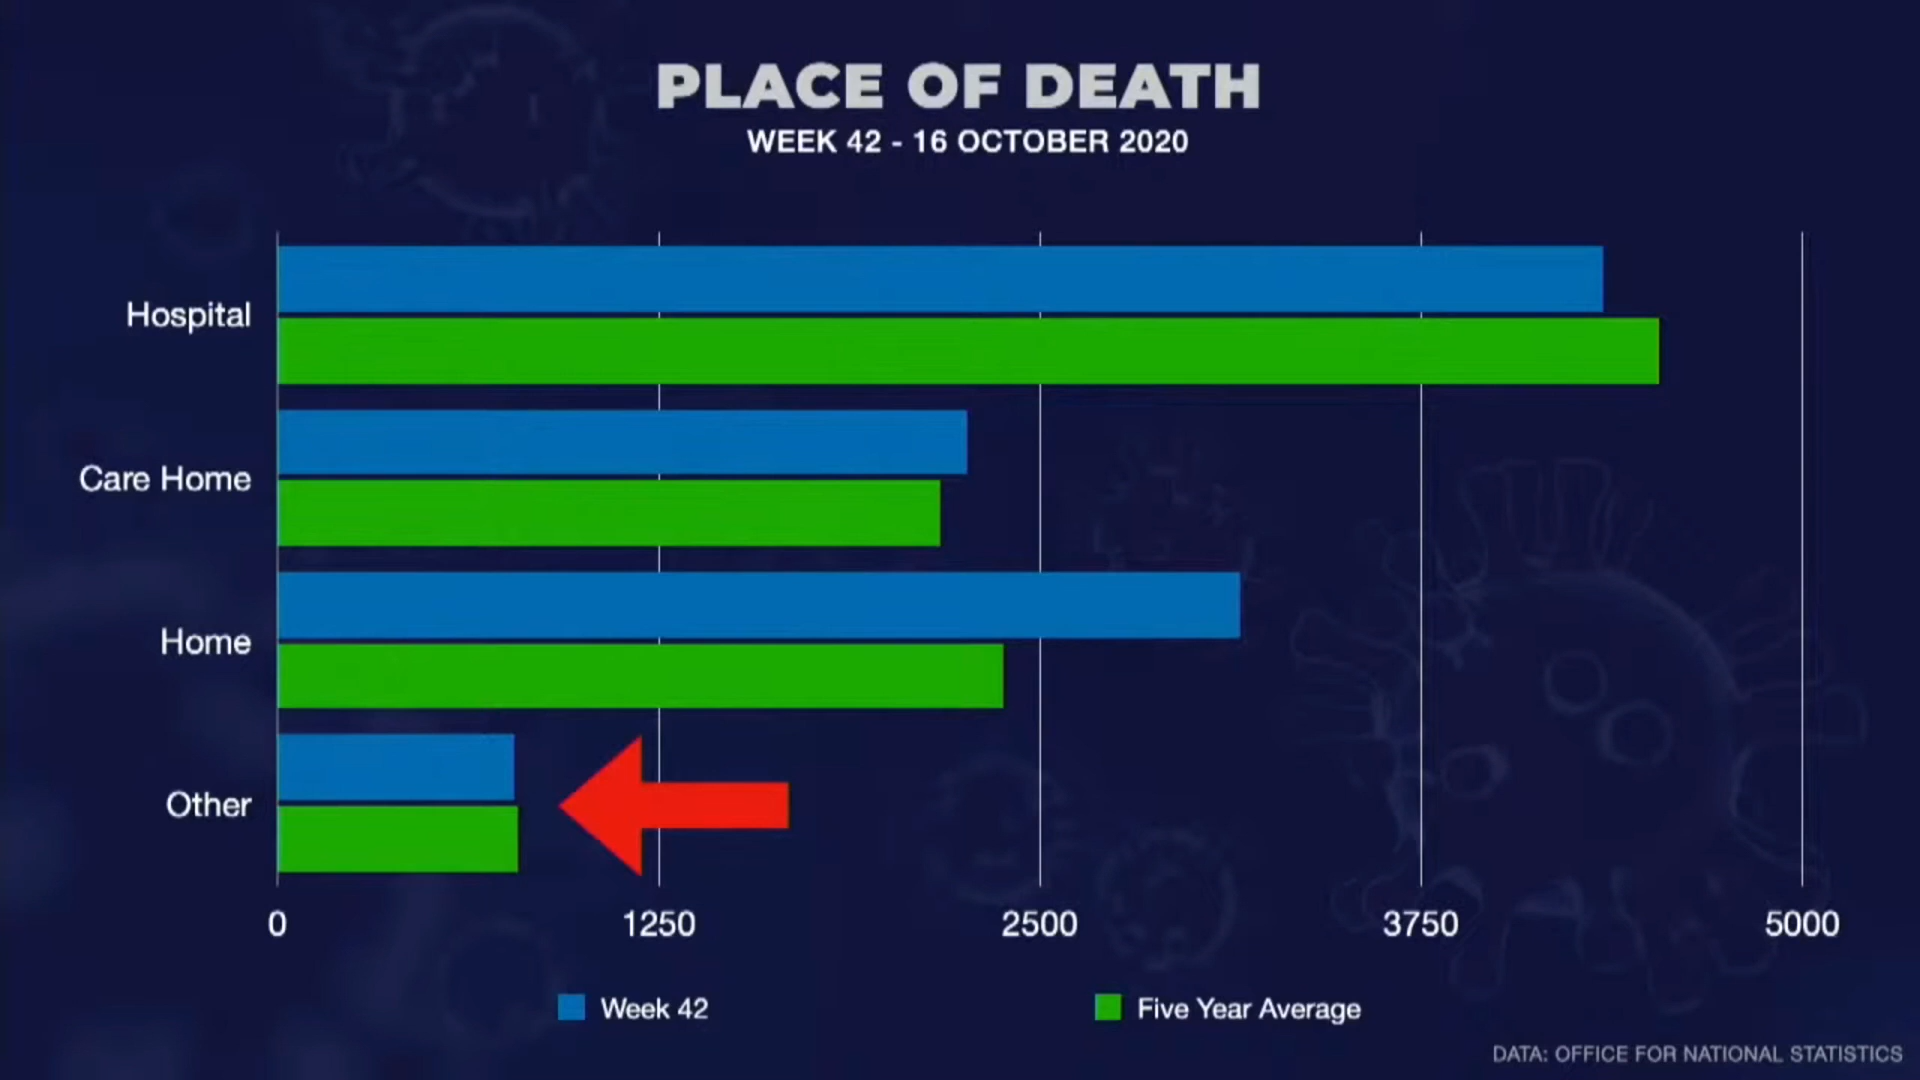 PLACE OF DEATH
WEEK 42 - 16 OCTOBER 2020
Hospital
Care Home
Home
Other
0 1250 2500 3750 5000
Week 42 Five Year Average
DATA: OFFICE FOR NATIONAL STATISTICS